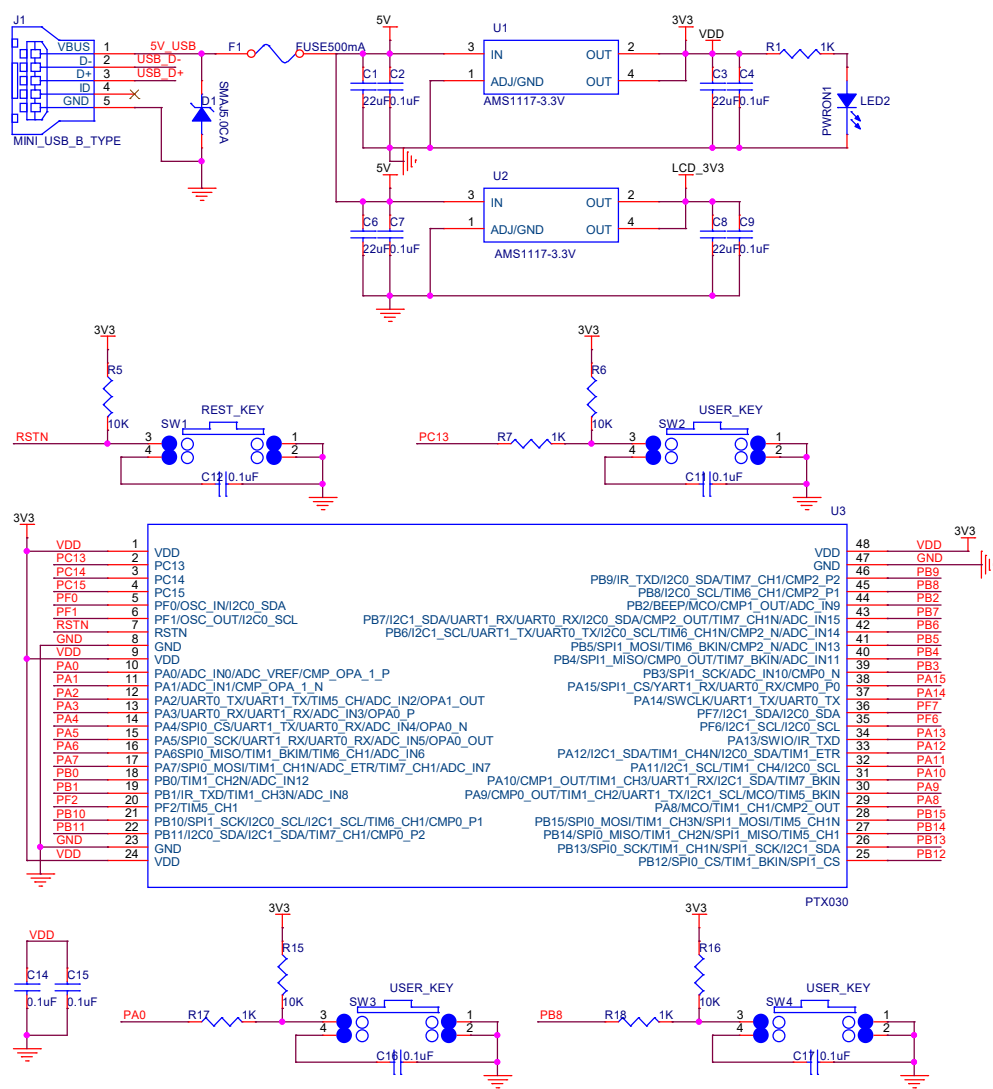 J1
VBUS 1 5V_USB
D- 2 USB_D-
D+ 3 USB_D+
ID 4
GND 5
MINI_USB_B_TYPE
D1
SMAJ5.0CA
F1 FUSE500mA
5V
C1 C2
22uF 0.1uF
U1
3 IN OUT 2
1 ADJ/GND OUT 4
AMS1117-3.3V
3V3
VDD
C3 C4
22uF 0.1uF
R1 1K
PWRON1
LED2
5V
C6 C7
22uF 0.1uF
U2
3 IN OUT 2
1 ADJ/GND OUT 4
AMS1117-3.3V
LCD_3V3
C8 C9
22uF 0.1uF
3V3
R5
10K
RSTN
REST_KEY
SW1
3 1
4 2
C12 0.1uF
3V3
R6
10K
PC13 R7 1K
USER_KEY
SW2
3 1
4 2
C11 0.1uF
U3
3V3
VDD 1 VDD
PC13 2 PC13
PC14 3 PC14
PC15 4 PC15
PF0 5 PF0/OSC_IN/I2C0_SDA
PF1 6 PF1/OSC_OUT/I2C0_SCL
RSTN 7 RSTN
GND 8 GND
VDD 9 VDD
PA0 10 PA0/ADC_IN0/ADC_VREF/CMP_OPA_1_P
PA1 11 PA1/ADC_IN1/CMP_OPA_1_N
PA2 12 PA2/UART0_TX/UART1_TX/TIM5_CH/ADC_IN2/OPA1_OUT
PA3 13 PA3/UART0_RX/UART1_RX/ADC_IN3/OPA0_P
PA4 14 PA4/SPI0_CS/UART1_TX/UART0_RX/ADC_IN4/OPA0_N
PA5 15 PA5/SPI0_SCK/UART1_RX/UART0_RX/ADC_IN5/OPA0_OUT
PA6 16 PA6SPI0_MISO/TIM1_BKIM/TIM6_CH1/ADC_IN6
PA7 17 PA7/SPI0_MOSI/TIM1_CH1N/ADC_ETR/TIM7_CH1/ADC_IN7
PB0 18 PB0/TIM1_CH2N/ADC_IN12
PB1 19 PB1/IR_TXD/TIM1_CH3N/ADC_IN8
PF2 20 PF2/TIM5_CH1
PB10 21 PB10/SPI1_SCK/I2C0_SCL/I2C1_SCL/TIM6_CH1/CMP0_P1
PB11 22 PB11/I2C0_SDA/I2C1_SDA/TIM7_CH1/CMP0_P2
GND 23 GND
VDD 24 VDD
3V3
VDD 48 VDD
GND 47 GND
PB9/IR_TXD/I2C0_SDA/TIM7_CH1/CMP2_P2 46 PB9
PB8/I2C0_SCL/TIM6_CH1/CMP2_P1 45 PB8
PB2/BEEP/MCO/CMP1_OUT/ADC_IN9 44 PB2
PB7/I2C1_SDA/UART1_RX/UART0_RX/I2C0_SDA/CMP2_OUT/TIM7_CH1N/ADC_IN15 43 PB7
PB6/I2C1_SCL/UART1_TX/UART0_TX/I2C0_SCL/TIM6_CH1N/CMP2_N/ADC_IN14 42 PB6
PB5/SPI1_MOSI/TIM6_BKIN/CMP2_N/ADC_IN13 41 PB5
PB4/SPI1_MISO/CMP0_OUT/TIM7_BKIN/ADC_IN11 40 PB4
PB3/SPI1_SCK/ADC_IN10/CMP0_N 39 PB3
PA15/SPI1_CS/YART1_RX/UART0_RX/CMP0_P0 38 PA15
PA14/SWCLK/UART1_TX/UART0_TX 37 PA14
PF7/I2C1_SDA/I2C0_SDA 36 PF7
PF6/I2C1_SCL/I2C0_SCL 35 PF6
PA13/SWIO/IR_TXD 34 PA13
PA12/I2C1_SDA/TIM1_CH4N/I2C0_SDA/TIM1_ETR 33 PA12
PA11/I2C1_SCL/TIM1_CH4/I2C0_SCL 32 PA11
PA10/CMP1_OUT/TIM1_CH3/UART1_RX/I2C1_SDA/TIM7_BKIN 31 PA10
PA9/CMP0_OUT/TIM1_CH2/UART1_TX/I2C1_SCL/MCO/TIM5_BKIN 30 PA9
PA8/MCO/TIM1_CH1/CMP2_OUT 29 PA8
PB15/SPI0_MOSI/TIM1_CH3N/SPI1_MOSI/TIM5_CH1N 28 PB15
PB14/SPI0_MISO/TIM1_CH2N/SPI1_MISO/TIM5_CH1 27 PB14
PB13/SPI0_SCK/TIM1_CH1N/SPI1_SCK/I2C1_SDA 26 PB13
PB12/SPI0_CS/TIM1_BKIN/SPI1_CS 25 PB12
PTX030
VDD
C14 C15
0.1uF 0.1uF
3V3
R15
10K
PA0 R17 1K
USER_KEY
SW3
3 1
4 2
C16 0.1uF
3V3
R16
10K
PB8 R18 1K
USER_KEY
SW4
3 1
4 2
C17 0.1uF